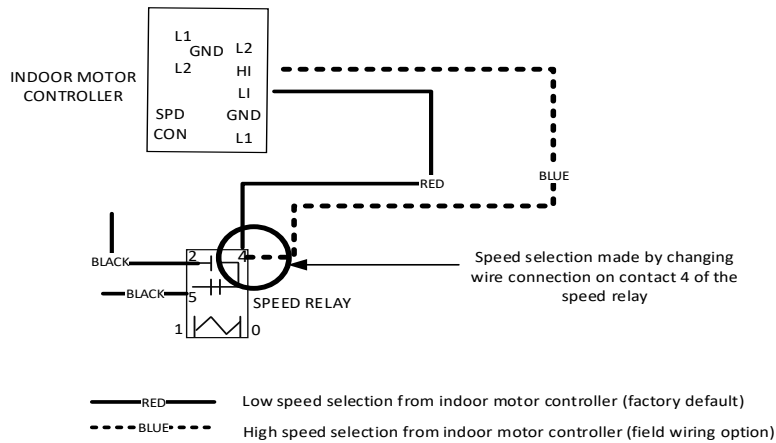 L1
GND
L2
L2
HI
INDOOR MOTOR
CONTROLLER
LI
SPD
GND
CON
L1
RED
BLUE
BLACK
2
4
Speed selection made by changing
wire connection on contact 4 of the
speed relay
BLACK
5
SPEED RELAY
1
0
RED
Low speed selection from indoor motor controller (factory default)
BLUE
High speed selection from indoor motor controller (field wiring option)